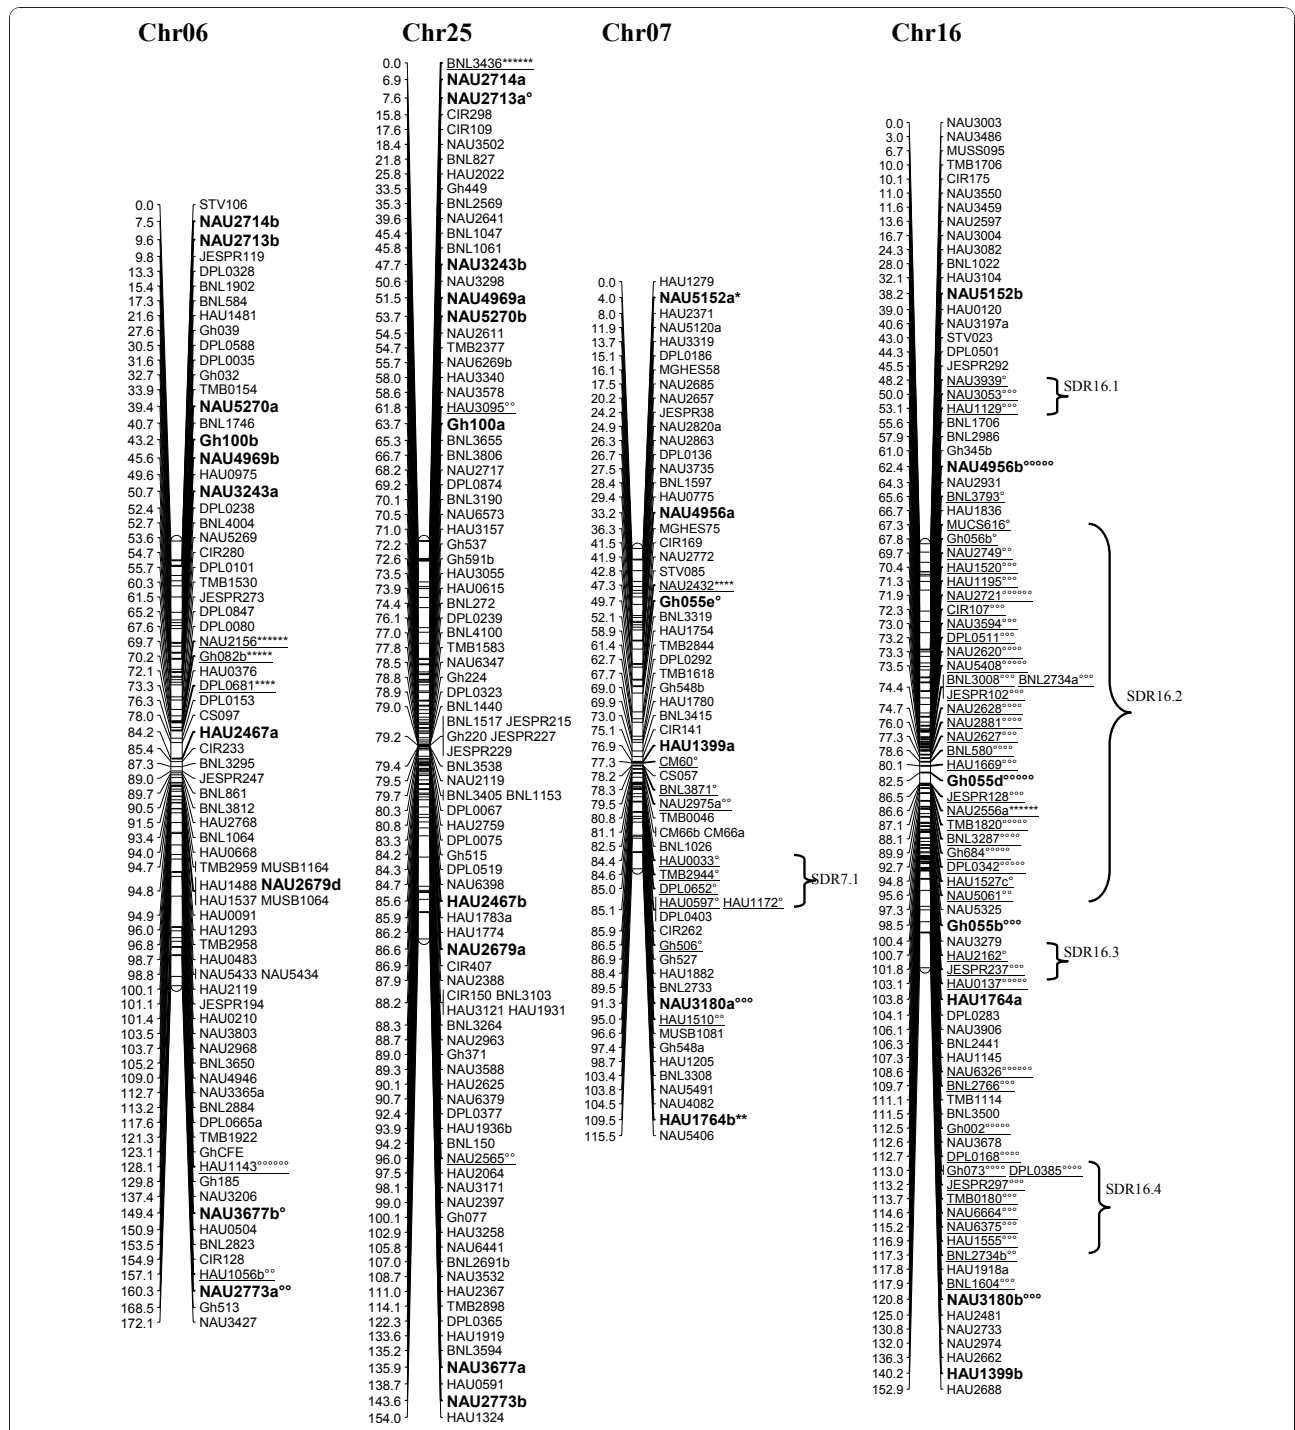 Chr06
0.0 STV106
7.5 NAU2714b
9.6 NAU2713b
9.8 JESPR119
13.3 DPL0328
15.4 BNL1902
17.3 BNL584
21.6 HAU1481
27.6 Gh039
30.5 DPL0588
31.6 DPL0035
32.7 Gh032
33.9 TMB0154
39.4 NAU5270a
40.7 BNL1746
43.2 Gh100b
45.6 NAU4969b
49.6 HAU0975
50.7 NAU3243a
52.4 DPL0238
52.7 BNL4004
53.6 NAU5269
54.7 CIR280
55.7 DPL0101
60.3 TMB1530
61.5 JESPR273
65.2 DPL0847
67.6 DPL0080
69.7 NAU2156******
70.2 Gh082b*****
72.1 HAU0376
73.3 DPL0681****
76.3 DPL0153
78.0 CS097
84.2 HAU2467a
85.4 CIR233
87.3 BNL3295
89.0 JESPR247
89.7 BNL861
90.5 BNL3812
91.5 HAU2768
93.4 BNL1064
94.0 HAU0668
94.7 TMB2959 MUSB1164
94.8 HAU1488 NAU2679d
HAU1537 MUSB1064
94.9 HAU0091
96.0 HAU1293
96.8 TMB2958
98.7 HAU0483
98.8 NAU5433 NAU5434
100.1 HAU2119
101.1 JESPR194
101.4 HAU0210
103.5 NAU3803
103.7 NAU2968
105.2 BNL3650
109.0 NAU4946
112.7 NAU3365a
113.2 BNL2884
117.6 DPL0665a
121.3 TMB1922
123.1 GhCFE
128.1 HAU1143°°°°°°
129.8 Gh185
137.4 NAU3206
149.4 NAU3677b°
150.9 HAU0504
153.5 BNL2823
154.9 CIR128
157.1 HAU1056b°°
160.3 NAU2773a°°
168.5 Gh513
172.1 NAU3427
Chr25
0.0 BNL3436******
6.9 NAU2714a
7.6 NAU2713a°
15.8 CIR298
17.6 CIR109
18.4 NAU3502
21.8 BNL827
25.8 HAU2022
33.5 Gh449
35.3 BNL2569
39.6 NAU2641
45.4 BNL1047
45.8 BNL1061
47.7 NAU3243b
50.6 NAU3298
51.5 NAU4969a
53.7 NAU5270b
54.5 NAU2611
54.7 TMB2377
55.7 NAU6269b
58.0 HAU3340
58.6 NAU3578
61.8 HAU3095°°
63.7 Gh100a
65.3 BNL3655
66.7 BNL3806
68.2 NAU2717
69.2 DPL0874
70.1 BNL3190
70.5 NAU6573
71.0 HAU3157
72.2 Gh537
72.6 Gh591b
73.5 HAU3055
73.9 HAU0615
74.4 BNL272
76.1 DPL0239
77.0 BNL4100
77.8 TMB1583
78.5 NAU6347
78.8 Gh224
78.9 DPL0323
79.0 BNL1440
BNL1517 JESPR215
79.2 Gh220 JESPR227
JESPR229
79.4 BNL3538
79.5 NAU2119
79.7 BNL3405 BNL1153
80.3 DPL0067
80.8 HAU2759
83.3 DPL0075
84.2 Gh515
84.3 DPL0519
84.7 NAU6398
85.6 HAU2467b
85.9 HAU1783a
86.2 HAU1774
86.6 NAU2679a
86.9 CIR407
87.9 NAU2388
88.2 CIR150 BNL3103
HAU3121 HAU1931
88.3 BNL3264
88.7 NAU2963
89.0 Gh371
89.3 NAU3588
90.1 HAU2625
90.7 NAU6379
92.4 DPL0377
93.9 HAU1936b
94.2 BNL150
96.0 NAU2565°°
97.5 HAU2064
98.1 NAU3171
99.0 NAU2397
100.1 Gh077
102.9 HAU3258
105.8 NAU6441
107.0 BNL2691b
108.7 NAU3532
111.0 HAU2367
114.1 TMB2898
122.3 DPL0365
133.6 HAU1919
135.2 BNL3594
135.9 NAU3677a
138.7 HAU0591
143.6 NAU2773b
154.0 HAU1324
Chr07
0.0 HAU1279
4.0 NAU5152a*
8.0 HAU2371
11.9 NAU5120a
13.7 HAU3319
15.1 DPL0186
16.1 MGHES58
17.5 NAU2685
20.2 NAU2657
24.2 JESPR38
24.9 NAU2820a
26.3 NAU2863
26.7 DPL0136
27.5 NAU3735
28.4 BNL1597
29.4 HAU0775
33.2 NAU4956a
36.3 MGHES75
41.5 CIR169
41.9 NAU2772
42.8 STV085
47.3 NAU2432****
49.7 Gh055e°
52.1 BNL3319
58.9 HAU1754
61.4 TMB2844
62.7 DPL0292
67.7 TMB1618
69.0 Gh548b
69.9 HAU1780
73.0 BNL3415
75.1 CIR141
76.9 HAU1399a
77.3 CM60°
78.2 CS057
78.3 BNL3871°
79.5 NAU2975a°°
80.8 TMB0046
81.1 CM66b CM66a
82.5 BNL1026
84.4 HAU0033°
84.6 TMB2944°
85.0 DPL0652°
85.1 HAU0597° HAU1172°
DPL0403
85.9 CIR262
86.5 Gh506°
86.9 Gh527
88.4 HAU1882
89.5 BNL2733
91.3 NAU3180a°°°
95.0 HAU1510°°
96.6 MUSB1081
97.4 Gh548a
98.7 HAU1205
103.4 BNL3308
103.8 NAU5491
104.5 NAU4082
109.5 HAU1764b**
115.5 NAU5406
SDR7.1
Chr16
0.0 NAU3003
3.0 NAU3486
6.7 MUSS095
10.0 TMB1706
10.1 CIR175
11.0 NAU3550
11.6 NAU3459
13.6 NAU2597
16.7 NAU3004
24.3 HAU3082
28.0 BNL1022
32.1 HAU3104
38.2 NAU5152b
39.0 HAU0120
40.6 NAU3197a
43.0 STV023
44.3 DPL0501
45.5 JESPR292
48.2 NAU3939°
50.0 NAU3053°°°
53.1 HAU1129°°°
55.6 BNL1706
57.9 BNL2986
61.0 Gh345b
62.4 NAU4956b°°°°°
64.3 NAU2931
65.6 BNL3793°
66.7 HAU1836
67.3 MUCS616°
67.8 Gh056b°
69.7 NAU2749°°
70.4 HAU1520°°°
71.3 HAU1195°°°
71.9 NAU2721°°°°°°
72.3 CIR107°°°
73.0 NAU3594°°°
73.2 DPL0511°°°
73.3 NAU2620°°°°
73.5 NAU5408°°°°°
74.4 BNL3008°°° BNL2734a°°°
JESPR102°°°
74.7 NAU2628°°°
76.0 NAU2881°°°
77.3 NAU2627°°°
78.6 BNL580°°°°
80.1 HAU1669°°°
82.5 Gh055d°°°°°
86.5 JESPR128°°°
86.6 NAU2556a******
87.1 TMB1820°°°°°
88.1 BNL3287°°°°
89.9 Gh684°°°°°
92.7 DPL0342°°°°°
94.8 HAU1527c°
95.6 NAU5061°°
97.3 NAU5325
98.5 Gh055b°°°
100.4 NAU3279
100.7 HAU2162°
101.8 JESPR237°°°
103.1 HAU0137°°°°
103.8 HAU1764a
104.1 DPL0283
106.1 NAU3906
106.3 BNL2441
107.3 HAU1145
108.6 NAU6326°°°°°°
109.7 BNL2766°°°
111.1 TMB1114
111.5 BNL3500
112.5 Gh002°°°°°
112.6 NAU3678
112.7 DPL0168°°°°
113.0 Gh073°°°° DPL0385°°°°
113.2 JESPR297°°°
113.7 TMB0180°°°
114.6 NAU6664°°°
115.2 NAU6375°°°
116.9 HAU1555°°°
117.3 BNL2734b°°
117.8 HAU1918a
117.9 BNL1604°°°
120.8 NAU3180b°°°
125.0 HAU2481
130.8 NAU2733
132.0 NAU2974
136.3 HAU2662
140.2 HAU1399b
152.9 HAU2688
SDR16.1
SDR16.2
SDR16.3
SDR16.4